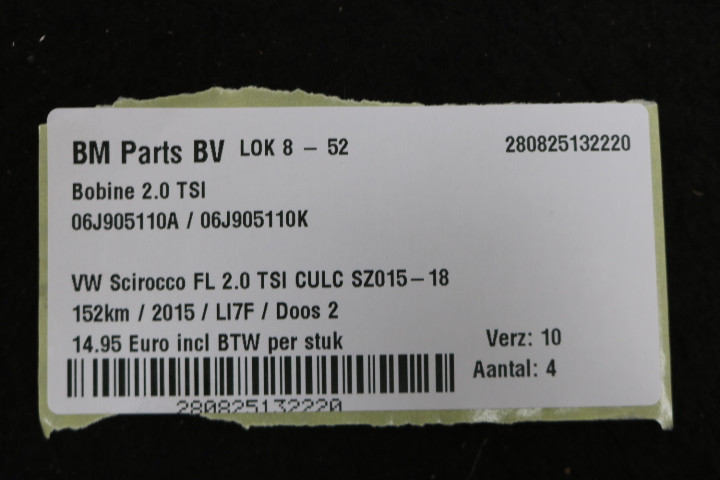 BM Parts BV LOK 8 – 52 280825132220
Bobine 2.0 TSI
06J905110A / 06J905110K
VW Scirocco FL 2.0 TSI CULC SZ015–18
152km / 2015 / LI7F / Doos 2
14.95 Euro incl BTW per stuk Verz: 10
Aantal: 4
280825132220